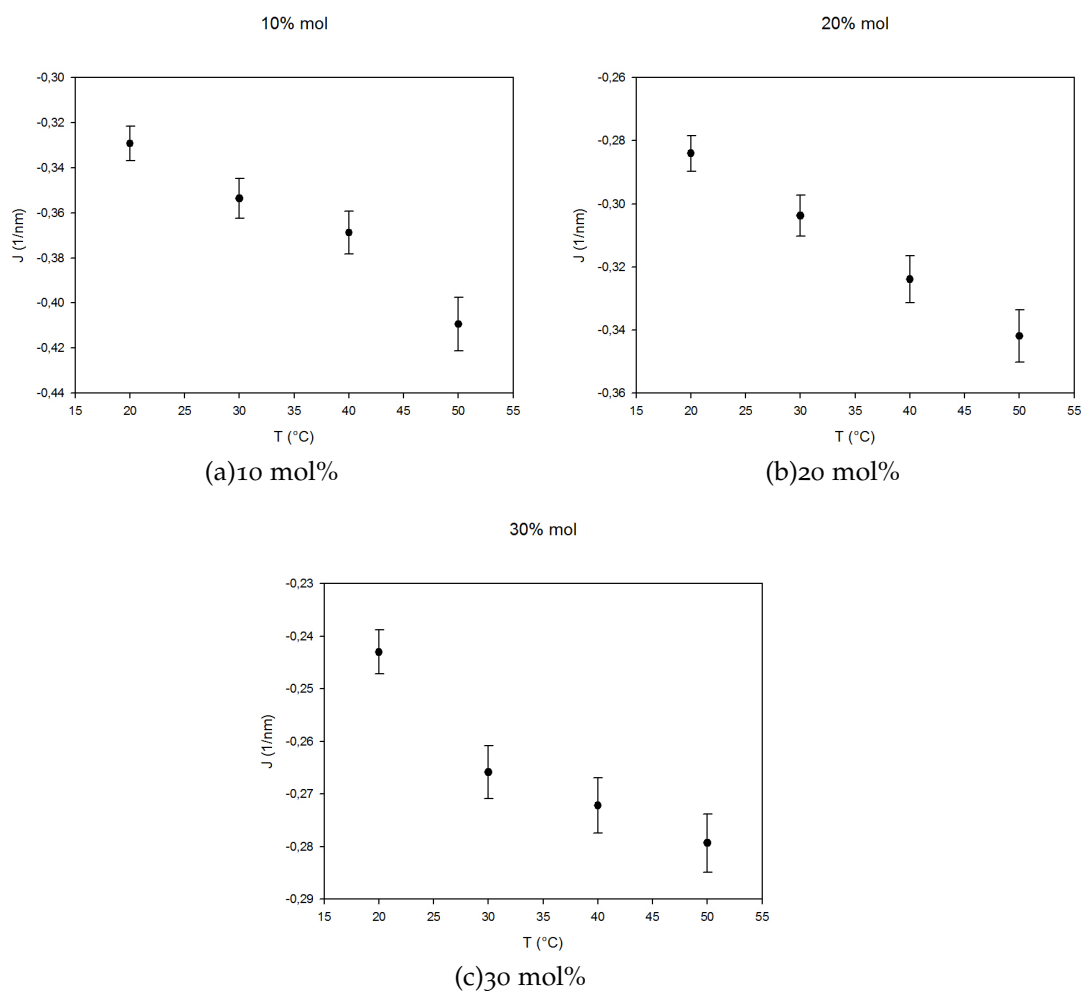 10% mol
-0,30
-0,32
-0,34
-0,36
-0,38
-0,40
-0,42
-0,44
J (1/nm)
15 20 25 30 35 40 45 50 55
T (°C)
(a)10 mol%
20% mol
-0,26
-0,28
-0,30
-0,32
-0,34
-0,36
J (1/nm)
15 20 25 30 35 40 45 50 55
T (°C)
(b)20 mol%
30% mol
-0,23
-0,24
-0,25
-0,26
-0,27
-0,28
-0,29
J (1/nm)
15 20 25 30 35 40 45 50 55
T (°C)
(c)30 mol%